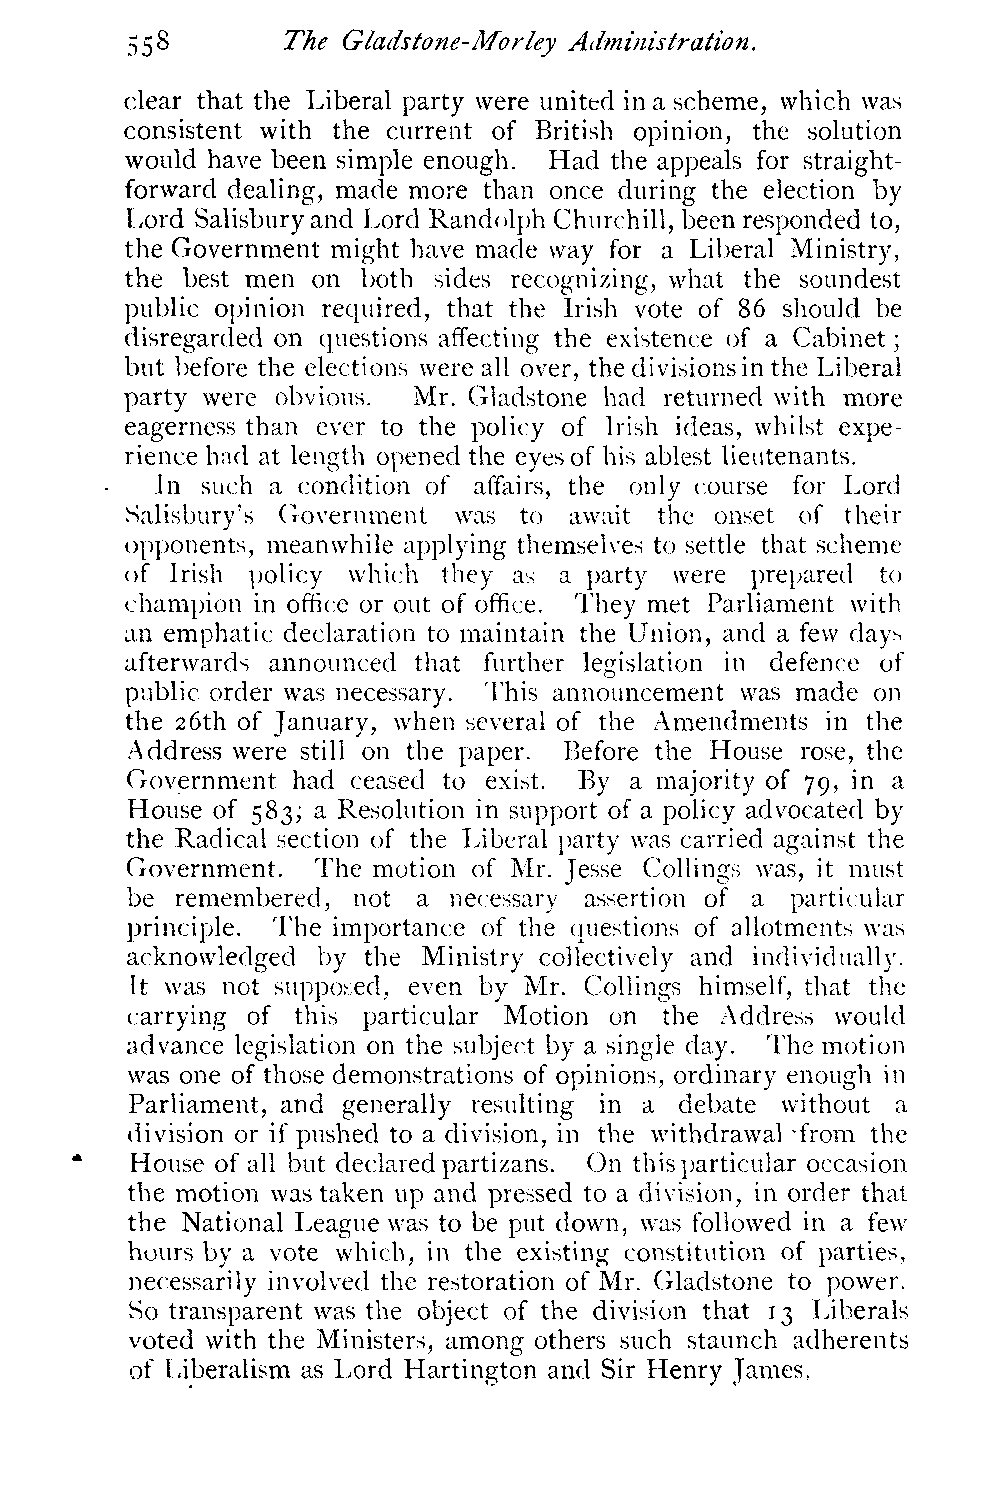 558 The Gladstone-Morley Administration.
clear that the Liberal party were united in a scheme, which was
consistent with the current of British opinion, the solution
would have been simple enough. Had the appeals for straight-
forward dealing, made more than once during the election by
Lord Salisbury and Lord Randolph Churchill, been responded to,
the Government might have made way for a Liberal Ministry,
the best men on both sides recognizing, what the soundest
public opinion required, that the Irish vote of 86 should be
disregarded on questions affecting the existence of a Cabinet;
but before the elections were all over, the divisions in the Liberal
party were obvious. Mr. Gladstone had returned with more
eagerness than ever to the policy of Irish ideas, whilst expe-
rience had at length opened the eyes of his ablest lieutenants.
In such a condition of affairs, the only course for Lord
Salisbury's Government was to await the onset of their
opponents, meanwhile applying themselves to settle that scheme
of Irish policy which they as a party were prepared to
champion in office or out of office. They met Parliament with
an emphatic declaration to maintain the Union, and a few days
afterwards announced that further legislation in defence of
public order was necessary. This announcement was made on
the 26th of January, when several of the Amendments in the
Address were still on the paper. Before the House rose, the
Government had ceased to exist. By a majority of 79, in a
House of 583; a Resolution in support of a policy advocated by
the Radical section of the Liberal party was carried against the
Government. The motion of Mr. Jesse Collings was, it must
be remembered, not a necessary assertion of a particular
principle. The importance of the questions of allotments was
acknowledged by the Ministry collectively and individually.
It was not supposed, even by Mr. Collings himself, that the
carrying of this particular Motion on the Address would
advance legislation on the subject by a single day. The motion
was one of those demonstrations of opinions, ordinary enough in
Parliament, and generally resulting in a debate without a
division or if pushed to a division, in the withdrawal from the
House of all but declared partizans. On this particular occasion
the motion was taken up and pressed to a division, in order that
the National League was to be put down, was followed in a few
hours by a vote which, in the existing constitution of parties,
necessarily involved the restoration of Mr. Gladstone to power.
So transparent was the object of the division that 13 Liberals
voted with the Ministers, among others such staunch adherents
of Liberalism as Lord Hartington and Sir Henry James.